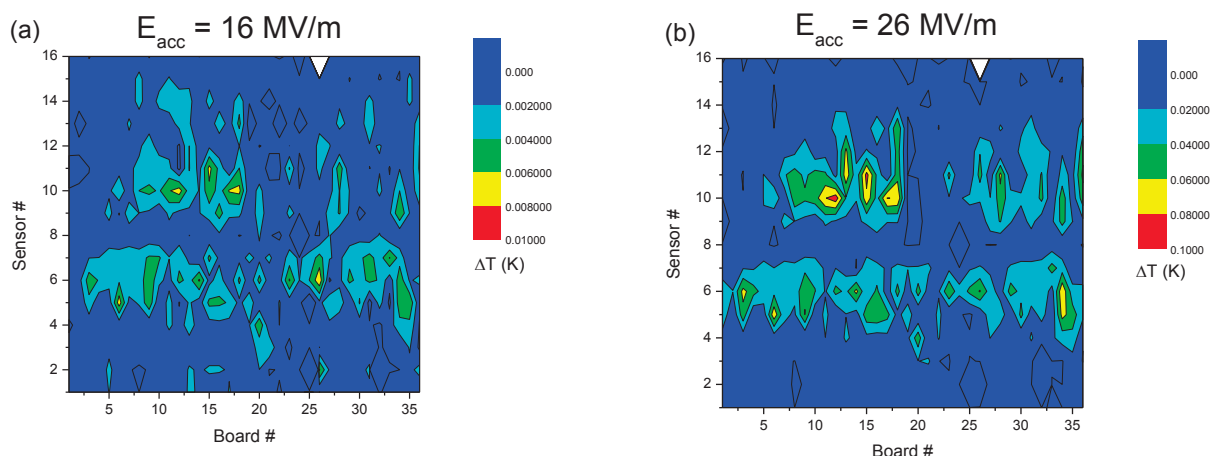 (a)
E_acc = 16 MV/m
16
14
12
10
8
6
4
2
Sensor #
5 10 15 20 25 30 35
Board #
0.000
0.002000
0.004000
0.006000
0.008000
0.01000
ΔT (K)
(b)
E_acc = 26 MV/m
16
14
12
10
8
6
4
2
Sensor #
5 10 15 20 25 30 35
Board #
0.000
0.02000
0.04000
0.06000
0.08000
0.1000
ΔT (K)